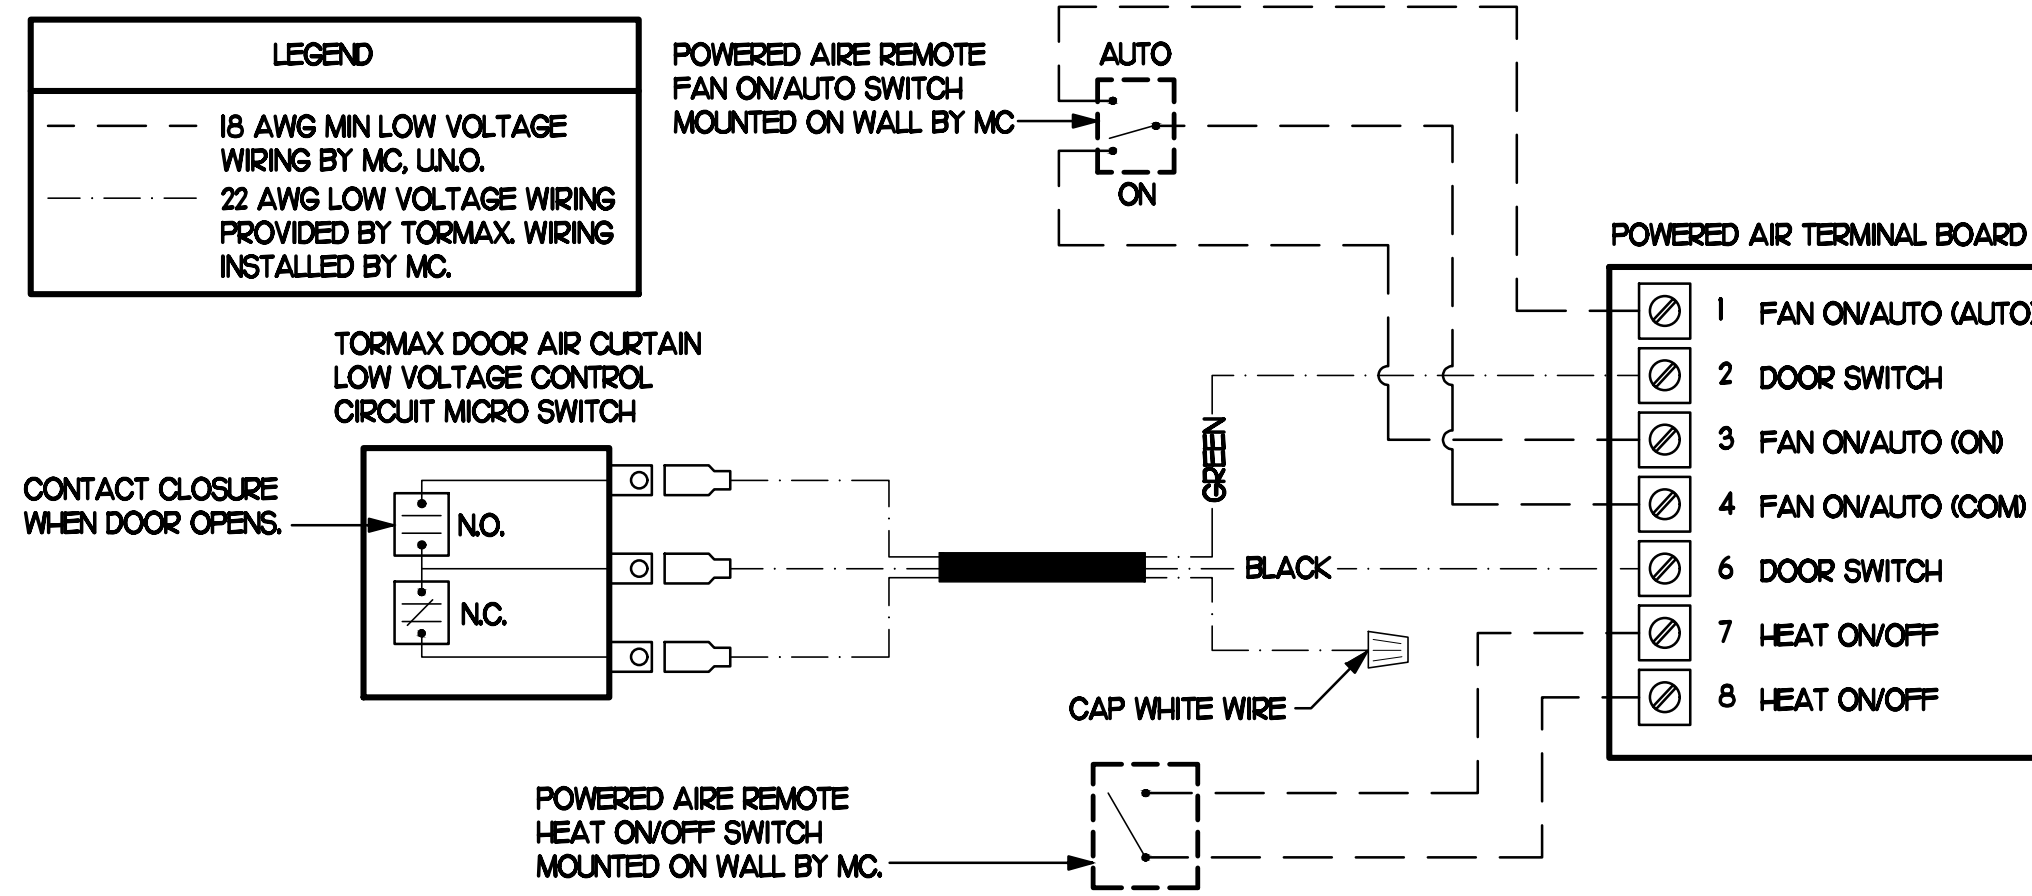 LEGEND
18 AWG MIN LOW VOLTAGE
WIRING BY MC, U.N.O.
22 AWG LOW VOLTAGE WIRING
PROVIDED BY TORMAX. WIRING
INSTALLED BY MC.
POWERED AIRE REMOTE
FAN ON/AUTO SWITCH
MOUNTED ON WALL BY MC
AUTO
ON
POWERED AIR TERMINAL BOARD
1 FAN ON/AUTO (AUTO)
2 DOOR SWITCH
3 FAN ON/AUTO (ON)
4 FAN ON/AUTO (COM)
6 DOOR SWITCH
7 HEAT ON/OFF
8 HEAT ON/OFF
TORMAX DOOR AIR CURTAIN
LOW VOLTAGE CONTROL
CIRCUIT MICRO SWITCH
CONTACT CLOSURE
WHEN DOOR OPENS.
N.O.
N.C.
GREEN
BLACK
CAP WHITE WIRE
POWERED AIRE REMOTE
HEAT ON/OFF SWITCH
MOUNTED ON WALL BY MC.